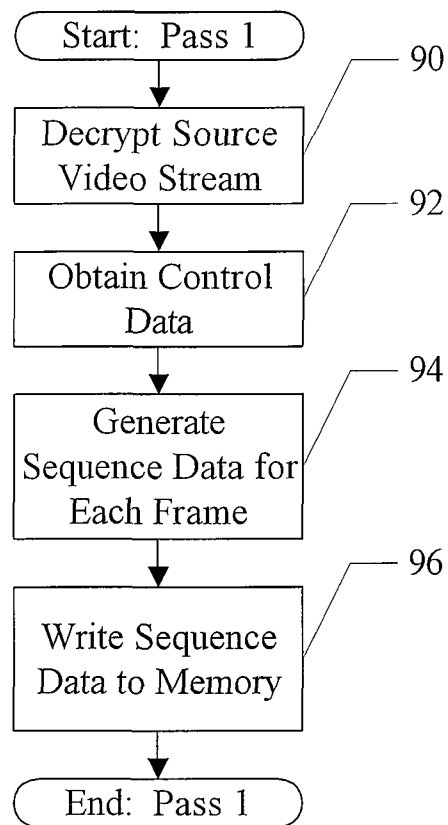 Start: Pass 1
90
Decrypt Source
Video Stream
92
Obtain Control
Data
94
Generate
Sequence Data for
Each Frame
96
Write Sequence
Data to Memory
End: Pass 1